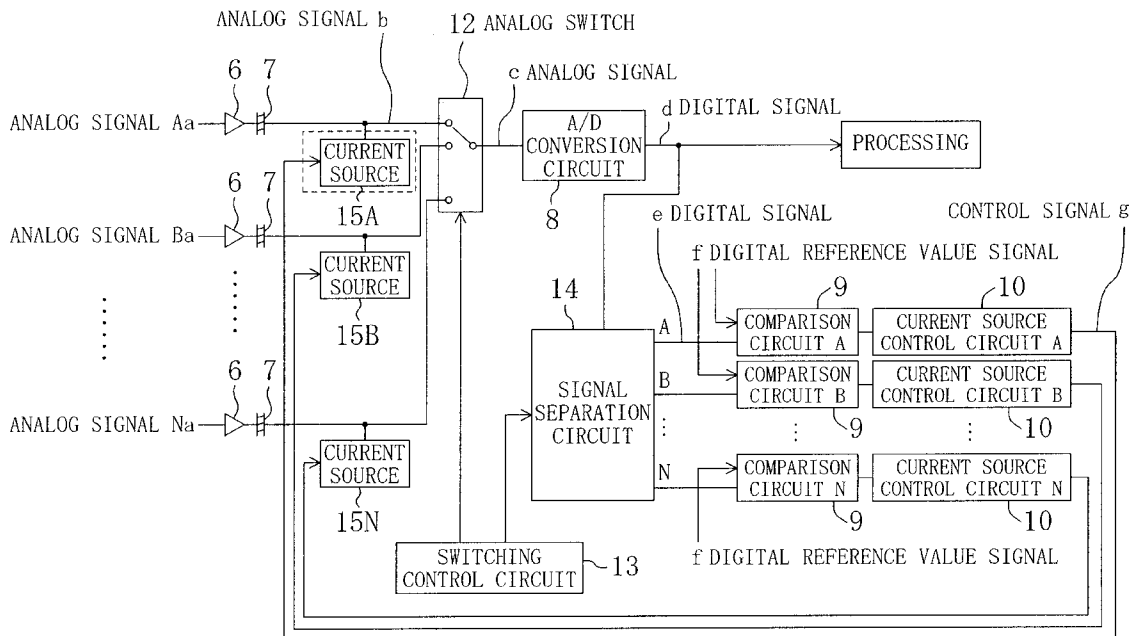 ANALOG SIGNAL b
12 ANALOG SWITCH
6 7
c ANALOG SIGNAL
d DIGITAL SIGNAL
ANALOG SIGNAL Aa
A/D
CONVERSION
CIRCUIT
8
PROCESSING
CURRENT
SOURCE
15A
6 7
e DIGITAL SIGNAL
CONTROL SIGNAL g
ANALOG SIGNAL Ba
f DIGITAL REFERENCE VALUE SIGNAL
CURRENT
SOURCE
15B
14
9
10
A
COMPARISON
CIRCUIT A
CURRENT SOURCE
CONTROL CIRCUIT A
SIGNAL
SEPARATION
CIRCUIT
B
COMPARISON
CIRCUIT B
CURRENT SOURCE
CONTROL CIRCUIT B
9
10
6 7
ANALOG SIGNAL Na
CURRENT
SOURCE
15N
N
COMPARISON
CIRCUIT N
CURRENT SOURCE
CONTROL CIRCUIT N
9
10
SWITCHING
CONTROL CIRCUIT
13
f DIGITAL REFERENCE VALUE SIGNAL